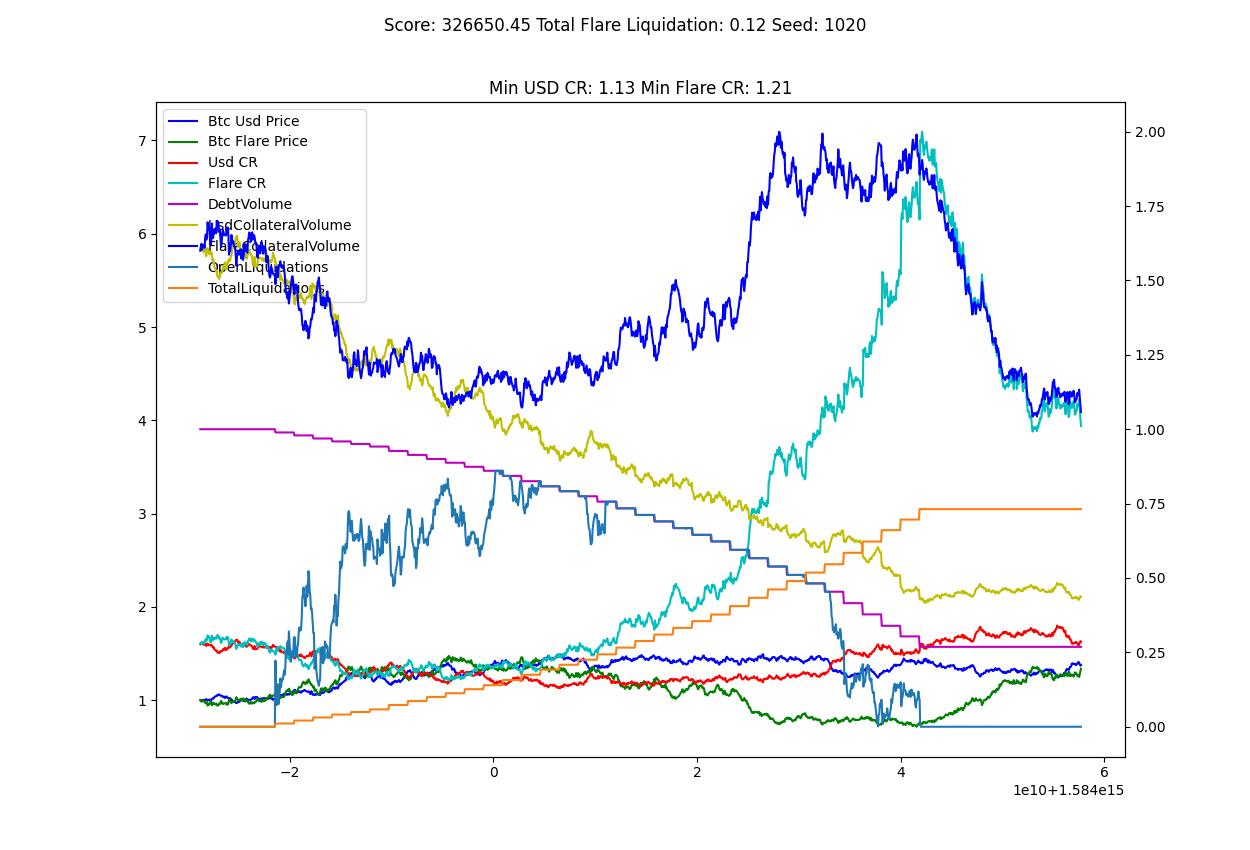 Score: 326650.45 Total Flare Liquidation: 0.12 Seed: 1020
Min USD CR: 1.13 Min Flare CR: 1.21
Btc Usd Price
Btc Flare Price
Usd CR
Flare CR
DebtVolume
UsdCollateralVolume
FlareCollateralVolume
OpenLiquidations
TotalLiquidations
7
6
5
4
3
2
1
2.00
1.75
1.50
1.25
1.00
0.75
0.50
0.25
0.00
−2
0
2
4
6
1e10+1.584e15